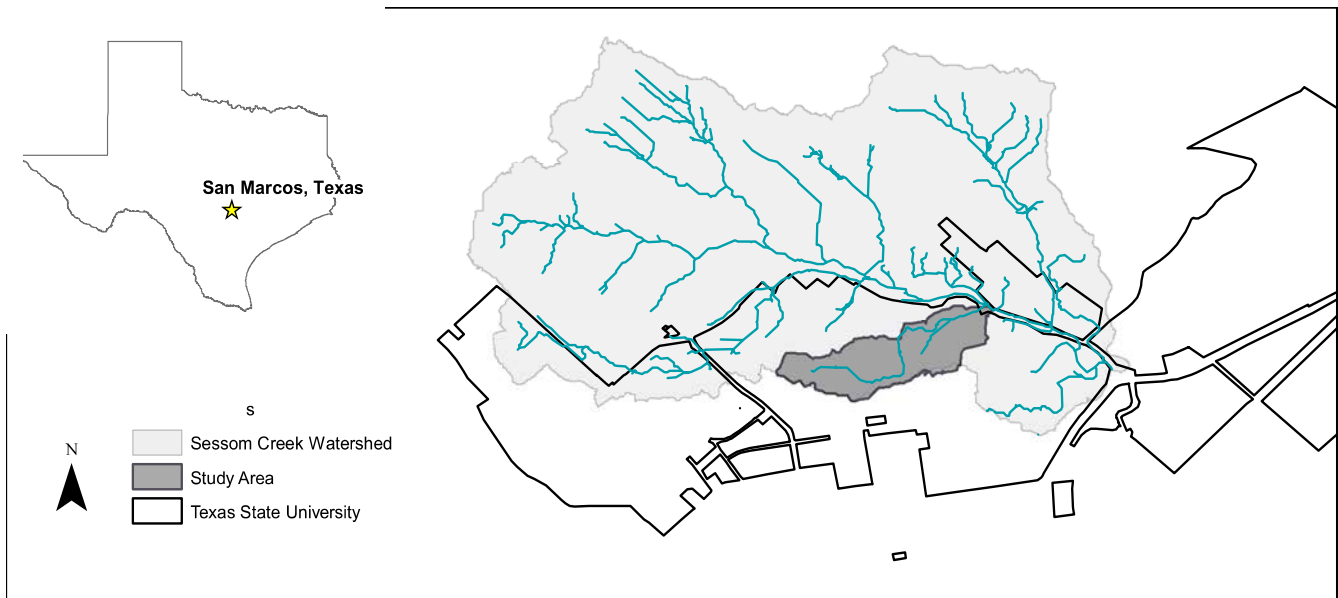 San Marcos, Texas
s
N
Sessom Creek Watershed
Study Area
Texas State University